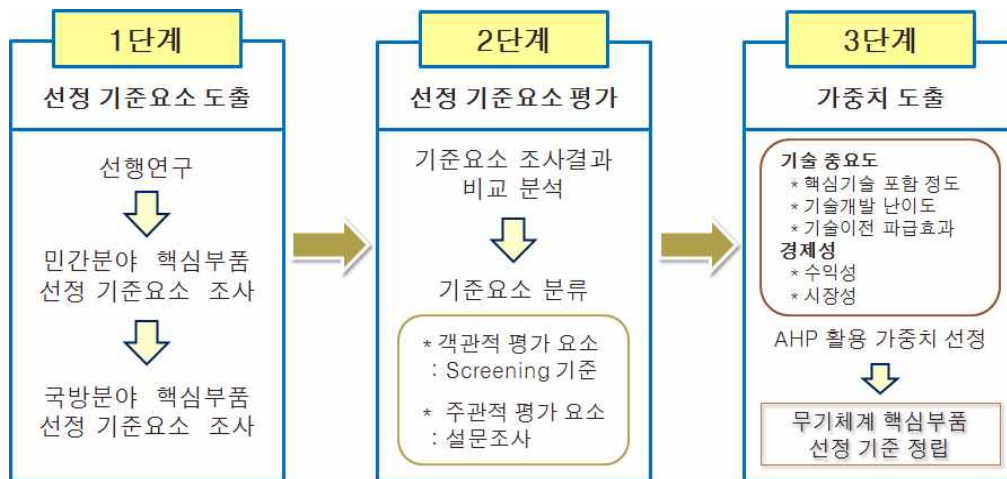 1단계
선정 기준요소 도출
선행연구
민간분야 핵심부품
선정 기준요소 조사
국방분야 핵심부품
선정 기준요소 조사
2단계
선정 기준요소 평가
기준요소 조사결과
비교 분석
기준요소 분류
* 객관적 평가 요소
: Screening 기준
* 주관적 평가 요소
: 설문조사
3단계
가중치 도출
기술 중요도
* 핵심기술 포함 정도
* 기술개발 난이도
* 기술이전 파급효과
경제성
* 수익성
* 시장성
AHP 활용 가중치 선정
무기체계 핵심부품
선정 기준 정립